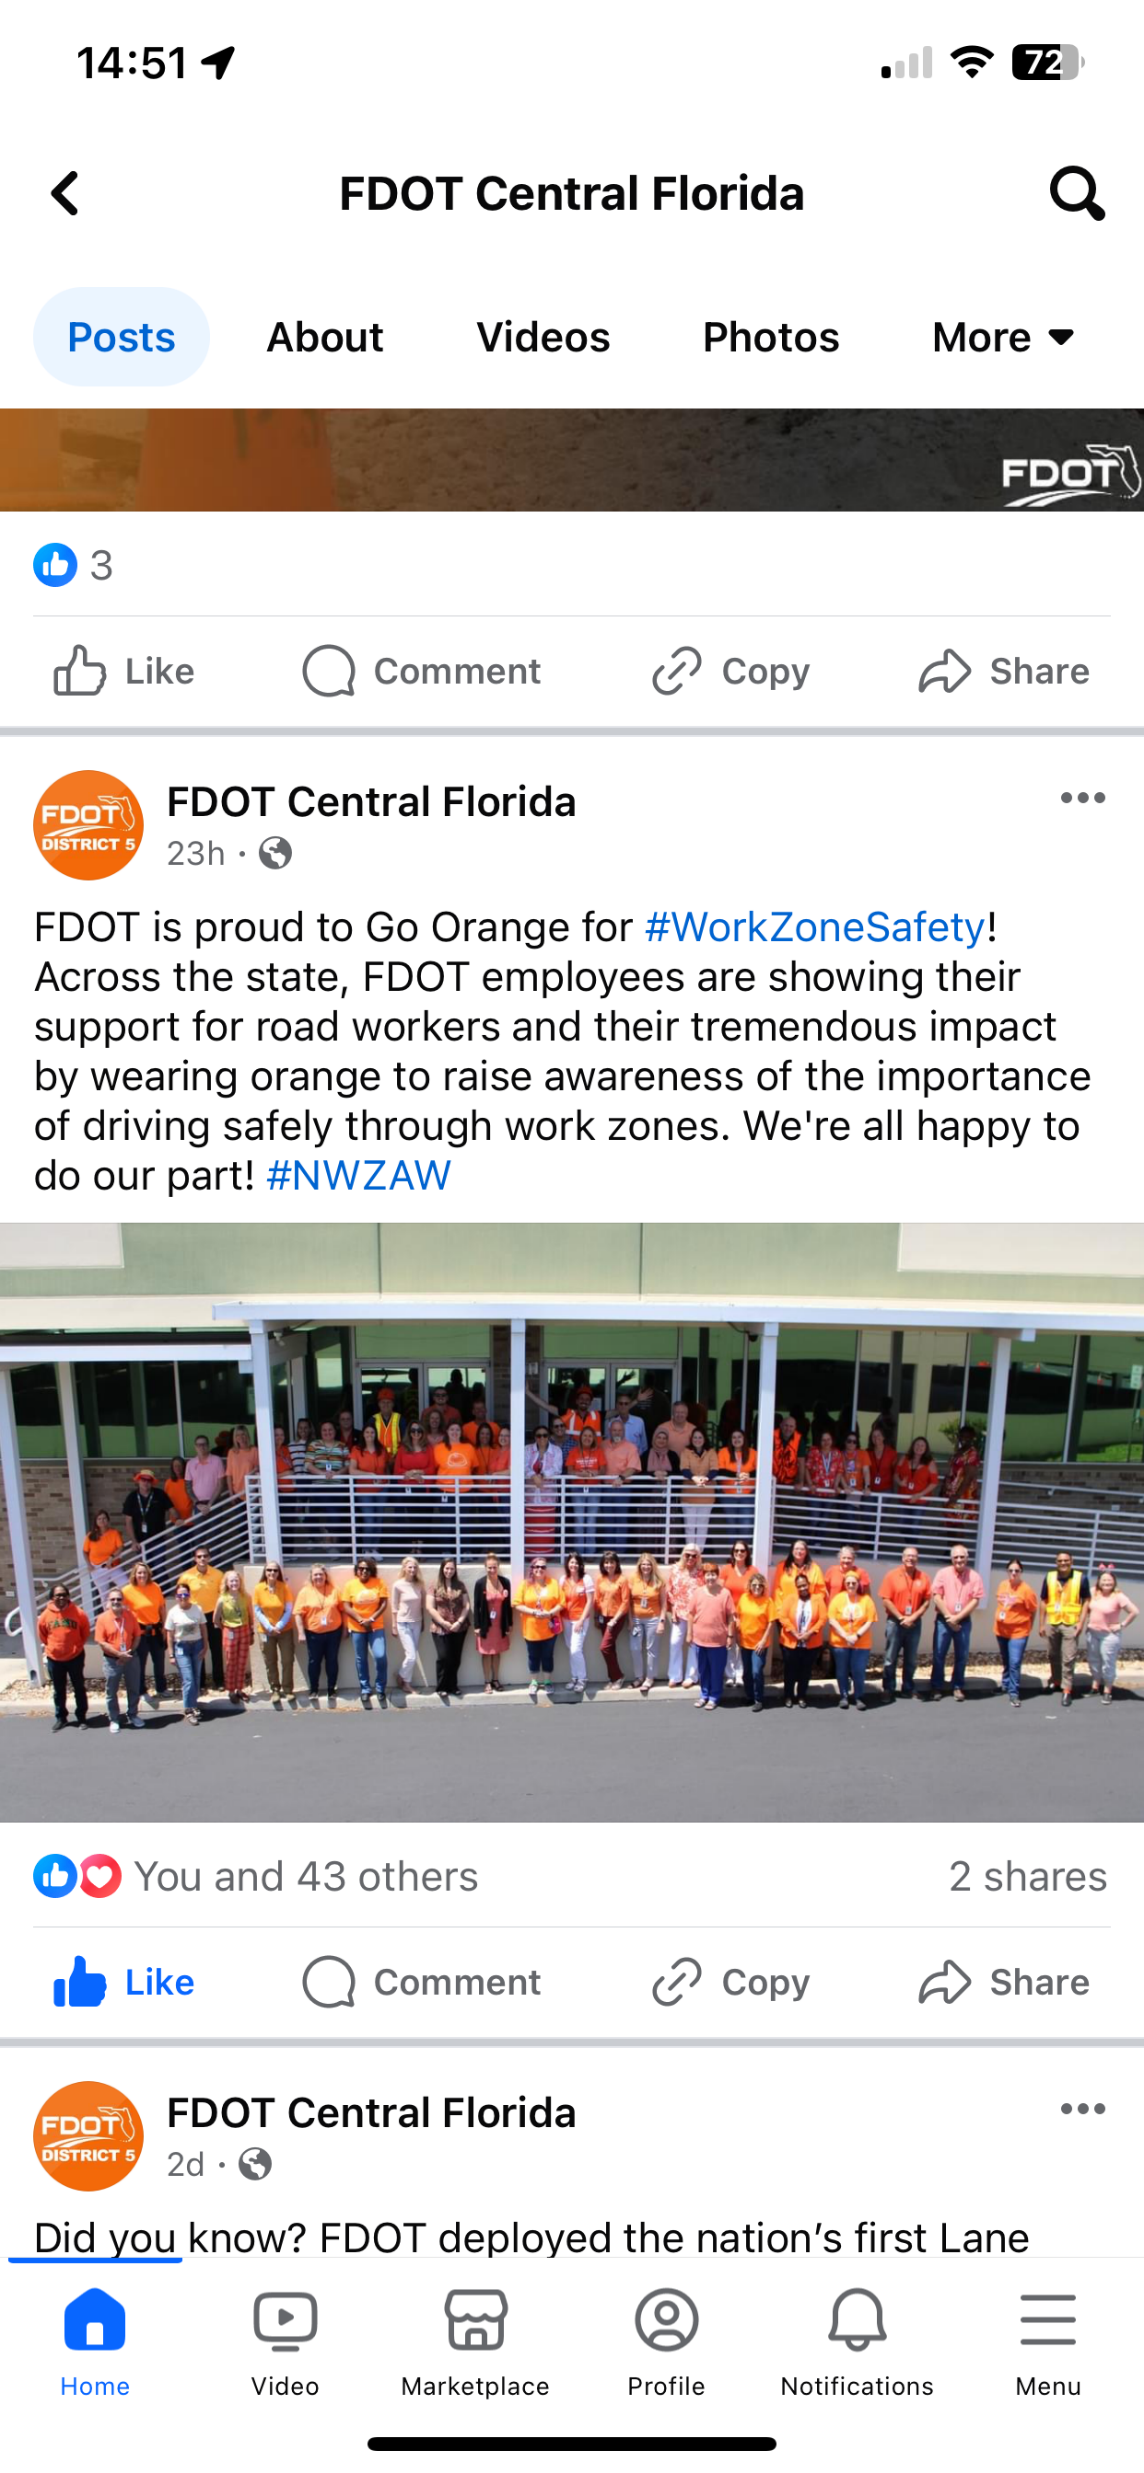 14:51
72
FDOT Central Florida
Posts
About
Videos
Photos
More
FDOT
3
Like
Comment
Copy
Share
FDOT
DISTRICT 5
FDOT Central Florida
23h ·
FDOT is proud to Go Orange for #WorkZoneSafety!
Across the state, FDOT employees are showing their
support for road workers and their tremendous impact
by wearing orange to raise awareness of the importance
of driving safely through work zones. We're all happy to
do our part! #NWZAW
You and 43 others
2 shares
Like
Comment
Copy
Share
FDOT
DISTRICT 5
FDOT Central Florida
2d ·
Did you know? FDOT deployed the nation’s first Lane
Home
Video
Marketplace
Profile
Notifications
Menu